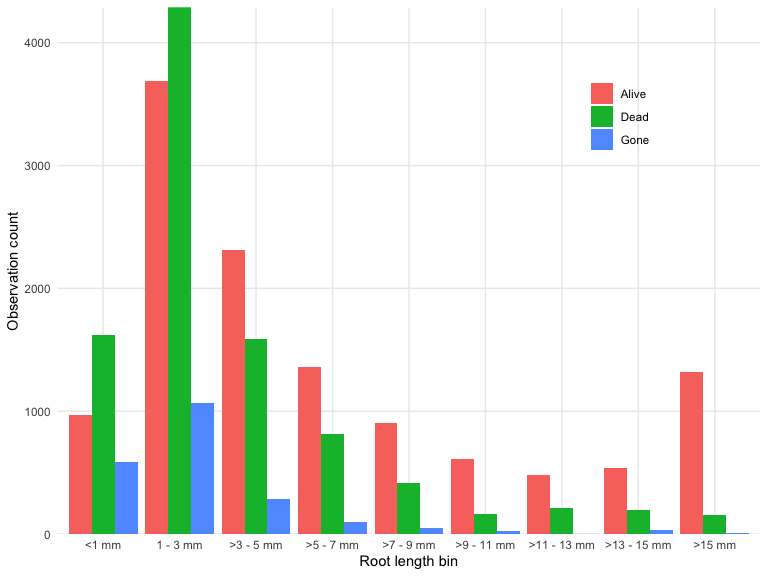 4000
3000
2000
1000
0
Observation count
Alive
Dead
Gone
<1 mm 1 - 3 mm >3 - 5 mm >5 - 7 mm >7 - 9 mm >9 - 11 mm >11 - 13 mm >13 - 15 mm >15 mm
Root length bin